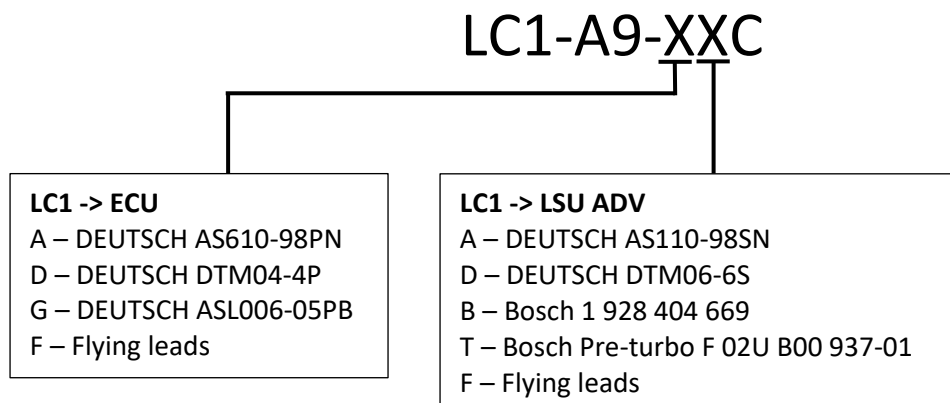 LC1-A9-XXC
LC1 -> ECU
A – DEUTSCH AS610-98PN
D – DEUTSCH DTM04-4P
G – DEUTSCH ASL006-05PB
F – Flying leads
LC1 -> LSU ADV
A – DEUTSCH AS110-98SN
D – DEUTSCH DTM06-6S
B – Bosch 1 928 404 669
T – Bosch Pre-turbo F 02U B00 937-01
F – Flying leads